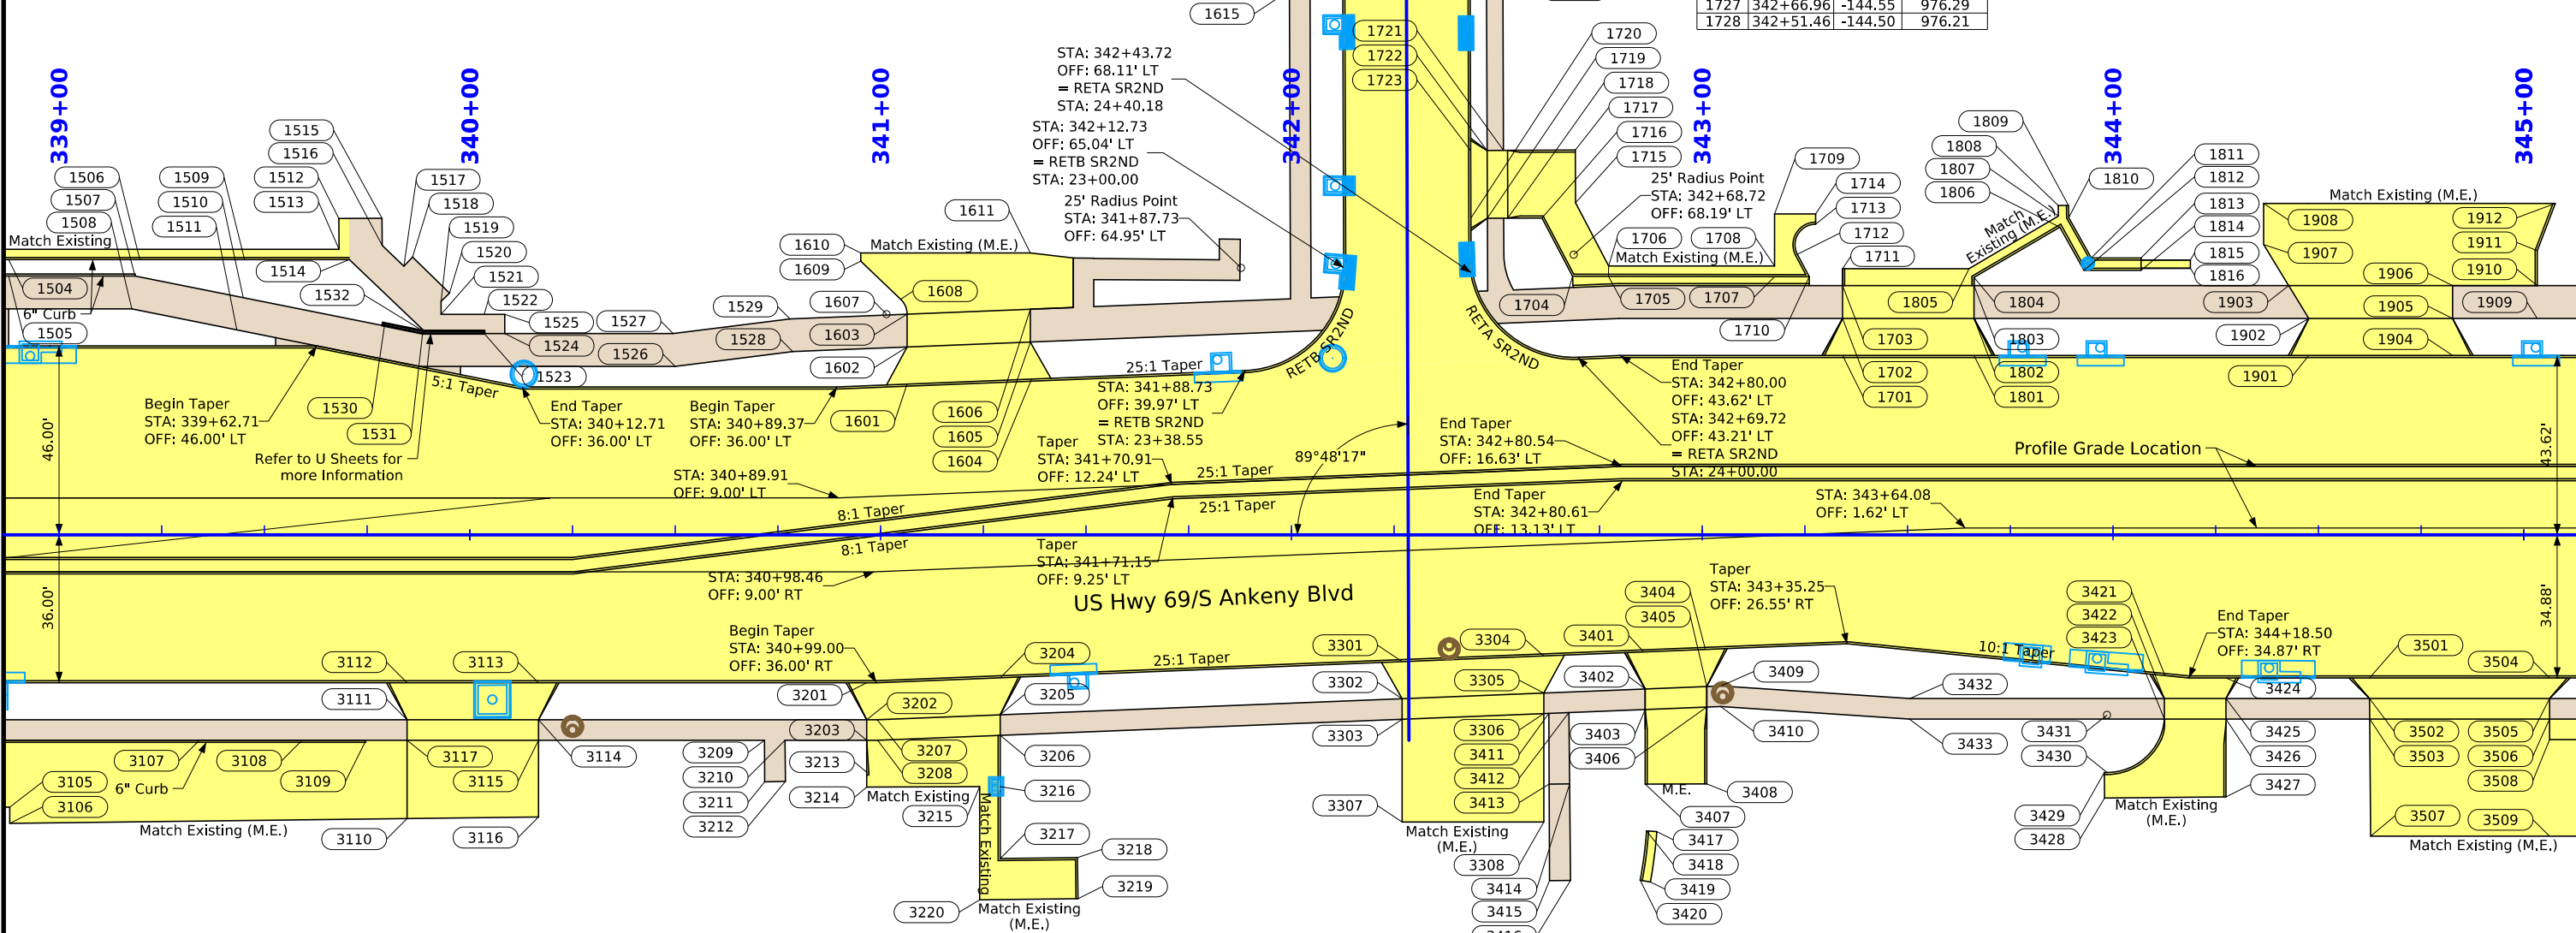 1615
1727 342+66.96 -144.55 976.29
1728 342+51.46 -144.50 976.21
339+00
340+00
341+00
342+00
343+00
344+00
345+00
STA: 342+43.72
OFF: 68.11' LT
= RETA SR2ND
STA: 24+40.18
STA: 342+12.73
OFF: 65.04' LT
= RETB SR2ND
STA: 23+00.00
25' Radius Point
STA: 341+87.73
OFF: 64.95' LT
1721
1722
1723
1720
1719
1718
1717
1716
1715
25' Radius Point
STA: 342+68.72
OFF: 68.19' LT
1709
1714
1713
1712
1711
1706
1708
Match Existing (M.E.)
1704
1705
1707
1710
1809
1808
1807
1806
1810
1811
1812
1813
1814
1815
1816
Match
Existing (M.E.)
Match Existing (M.E.)
1908
1912
1911
1907
1910
1906
1905
1909
1903
1902
1904
1901
1805
1804
1803
1802
1801
1703
1702
1701
1515
1516
1512
1513
1506
1507
1508
1509
1510
1511
Match Existing
1514
1504
6" Curb
1505
1532
1517
1518
1519
1520
1521
1522
1525
1524
1523
1527
1526
1529
1528
1530
1531
1610
1609
1611
Match Existing (M.E.)
1607
1608
1603
1602
1601
1606
1605
1604
5:1 Taper
25:1 Taper
RETB SR2ND
RETA SR2ND
46.00'
Begin Taper
STA: 339+62.71
OFF: 46.00' LT
Refer to U Sheets for
more Information
End Taper
STA: 340+12.71
OFF: 36.00' LT
Begin Taper
STA: 340+89.37
OFF: 36.00' LT
STA: 341+88.73
OFF: 39.97' LT
= RETB SR2ND
STA: 23+38.55
Taper
STA: 341+70.91
OFF: 12.24' LT
STA: 340+89.91
OFF: 9.00' LT
25:1 Taper
25:1 Taper
8:1 Taper
8:1 Taper
89°48'17"
End Taper
STA: 342+80.54
OFF: 16.63' LT
End Taper
STA: 342+80.00
OFF: 43.62' LT
STA: 342+69.72
OFF: 43.21' LT
= RETA SR2ND
STA: 24+00.00
End Taper
STA: 342+80.61
OFF: 13.13' LT
STA: 343+64.08
OFF: 1.62' LT
Profile Grade Location
43.62'
Taper
STA: 341+71.15
OFF: 9.25' LT
STA: 340+98.46
OFF: 9.00' RT
US Hwy 69/S Ankeny Blvd
36.00'
34.88'
Begin Taper
STA: 340+99.00
OFF: 36.00' RT
25:1 Taper
Taper
STA: 343+35.25
OFF: 26.55' RT
10:1 Taper
End Taper
STA: 344+18.50
OFF: 34.87' RT
3112
3113
3111
3107
3108
3109
3105
3106
6" Curb
3117
3115
3114
Match Existing (M.E.)
3110
3116
3204
3201
3205
3202
3203
3207
3208
3206
3209
3210
3211
3212
3213
3214
3215
Match Existing
Match Existing
3216
3217
3218
3219
3220
Match Existing
(M.E.)
3301
3304
3302
3305
3303
3306
3307
3308
Match Existing
(M.E.)
3404
3405
3401
3402
3403
3406
3409
3410
3411
3412
3413
3414
3415
3416
M.E.
3407
3408
3417
3418
3419
3420
3421
3422
3423
3424
3425
3426
3427
3432
3433
3431
3430
3429
3428
Match Existing
(M.E.)
3501
3504
3502
3503
3505
3506
3508
3507
3509
Match Existing (M.E.)